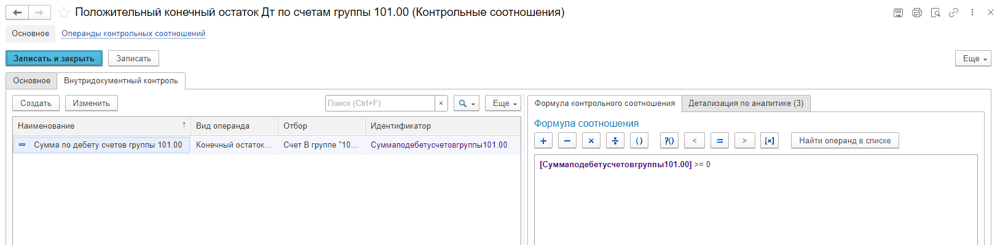 Положительный конечный остаток Дт по счетам группы 101.00 (Контрольные соотношения)
Основное Операнды контрольных соотношений
Записать и закрыть Записать Еще
Основное Внутридокументный контроль
Создать Изменить Поиск (Ctrl+F) × Еще
Наименование ↑ Вид операнда Отбор Идентификатор
Сумма по дебету счетов группы 101.00 Конечный остаток... Счет В группе "10... Суммаподебетусчетовгруппы101.00
Формула контрольного соотношения Детализация по аналитике (3)
Формула соотношения
+ − × ÷ ( ) ?() < = > [×] Найти операнд в списке
[Суммаподебетусчетовгруппы101.00] >= 0